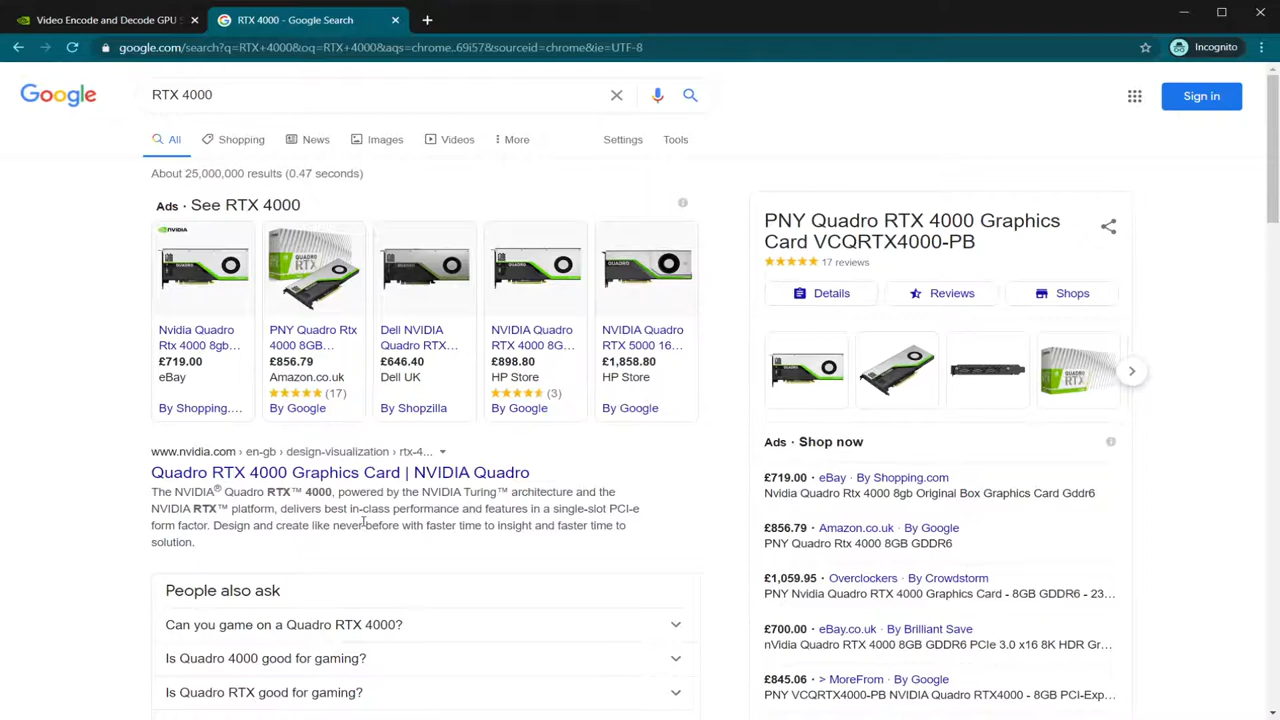 Video Encode and Decode GPU S
RTX 4000 - Google Search
google.com/search?q=RTX+4000&oq=RTX+4000&aqs=chrome..69i57&sourceid=chrome&ie=UTF-8
Incognito
Google
RTX 4000
Sign in
All
Shopping
News
Images
Videos
More
Settings
Tools
About 25,000,000 results (0.47 seconds)
Ads · See RTX 4000
Nvidia Quadro
Rtx 4000 8gb...
£719.00
eBay
By Shopping....
PNY Quadro Rtx
4000 8GB...
£856.79
Amazon.co.uk
(17)
By Google
Dell NVIDIA
Quadro RTX...
£646.40
Dell UK
By Shopzilla
NVIDIA Quadro
RTX 4000 8G...
£898.80
HP Store
(3)
By Google
NVIDIA Quadro
RTX 5000 16...
£1,858.80
HP Store
By Google
www.nvidia.com › en-gb › design-visualization › rtx-4...
Quadro RTX 4000 Graphics Card | NVIDIA Quadro
The NVIDIA® Quadro RTX™ 4000, powered by the NVIDIA Turing™ architecture and the
NVIDIA RTX™ platform, delivers best in-class performance and features in a single-slot PCI-e
form factor. Design and create like never before with faster time to insight and faster time to
solution.
People also ask
Can you game on a Quadro RTX 4000?
Is Quadro 4000 good for gaming?
Is Quadro RTX good for gaming?
PNY Quadro RTX 4000 Graphics
Card VCQRTX4000-PB
17 reviews
Details
Reviews
Shops
Ads · Shop now
£719.00 · eBay · By Shopping.com
Nvidia Quadro Rtx 4000 8gb Original Box Graphics Card Gddr6
£856.79 · Amazon.co.uk · By Google
PNY Quadro Rtx 4000 8GB GDDR6
£1,059.95 · Overclockers · By Crowdstorm
PNY Nvidia Quadro RTX 4000 Graphics Card - 8GB GDDR6 - 23...
£700.00 · eBay.co.uk · By Brilliant Save
nVidia Quadro RTX 4000 8GB GDDR6 PCIe 3.0 x16 8K HDR Gr...
£845.06 · > MoreFrom · By Google
PNY VCQRTX4000-PB NVIDIA Quadro RTX4000 - 8GB PCI-Exp...